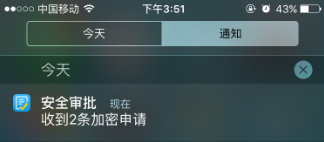 中国移动 下午3:51 43%
今天 通知
今天
安全审批 现在
收到2条加密申请